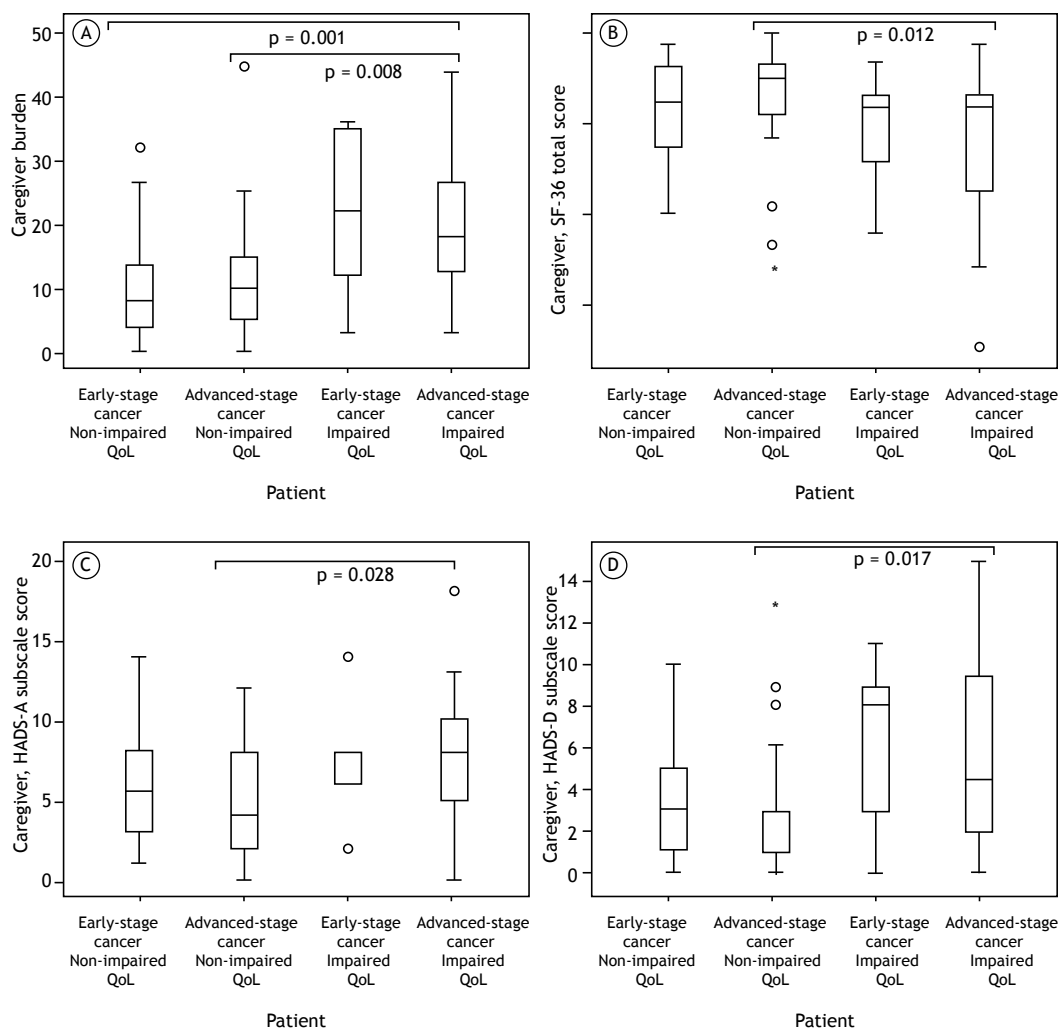 A
p = 0.001
p = 0.008
50
40
30
20
10
0
Caregiver burden
Early-stage
cancer
Non-impaired
QoL
Advanced-stage
cancer
Non-impaired
QoL
Early-stage
cancer
Impaired
QoL
Advanced-stage
cancer
Impaired
QoL
Patient
B
p = 0.012
Caregiver, SF-36 total score
Early-stage
cancer
Non-impaired
QoL
Advanced-stage
cancer
Non-impaired
QoL
Early-stage
cancer
Impaired
QoL
Advanced-stage
cancer
Impaired
QoL
Patient
C
p = 0.028
20
15
10
5
0
Caregiver, HADS-A subscale score
Early-stage
cancer
Non-impaired
QoL
Advanced-stage
cancer
Non-impaired
QoL
Early-stage
cancer
Impaired
QoL
Advanced-stage
cancer
Impaired
QoL
Patient
D
p = 0.017
14
12
10
8
6
4
2
0
Caregiver, HADS-D subscale score
Early-stage
cancer
Non-impaired
QoL
Advanced-stage
cancer
Non-impaired
QoL
Early-stage
cancer
Impaired
QoL
Advanced-stage
cancer
Impaired
QoL
Patient